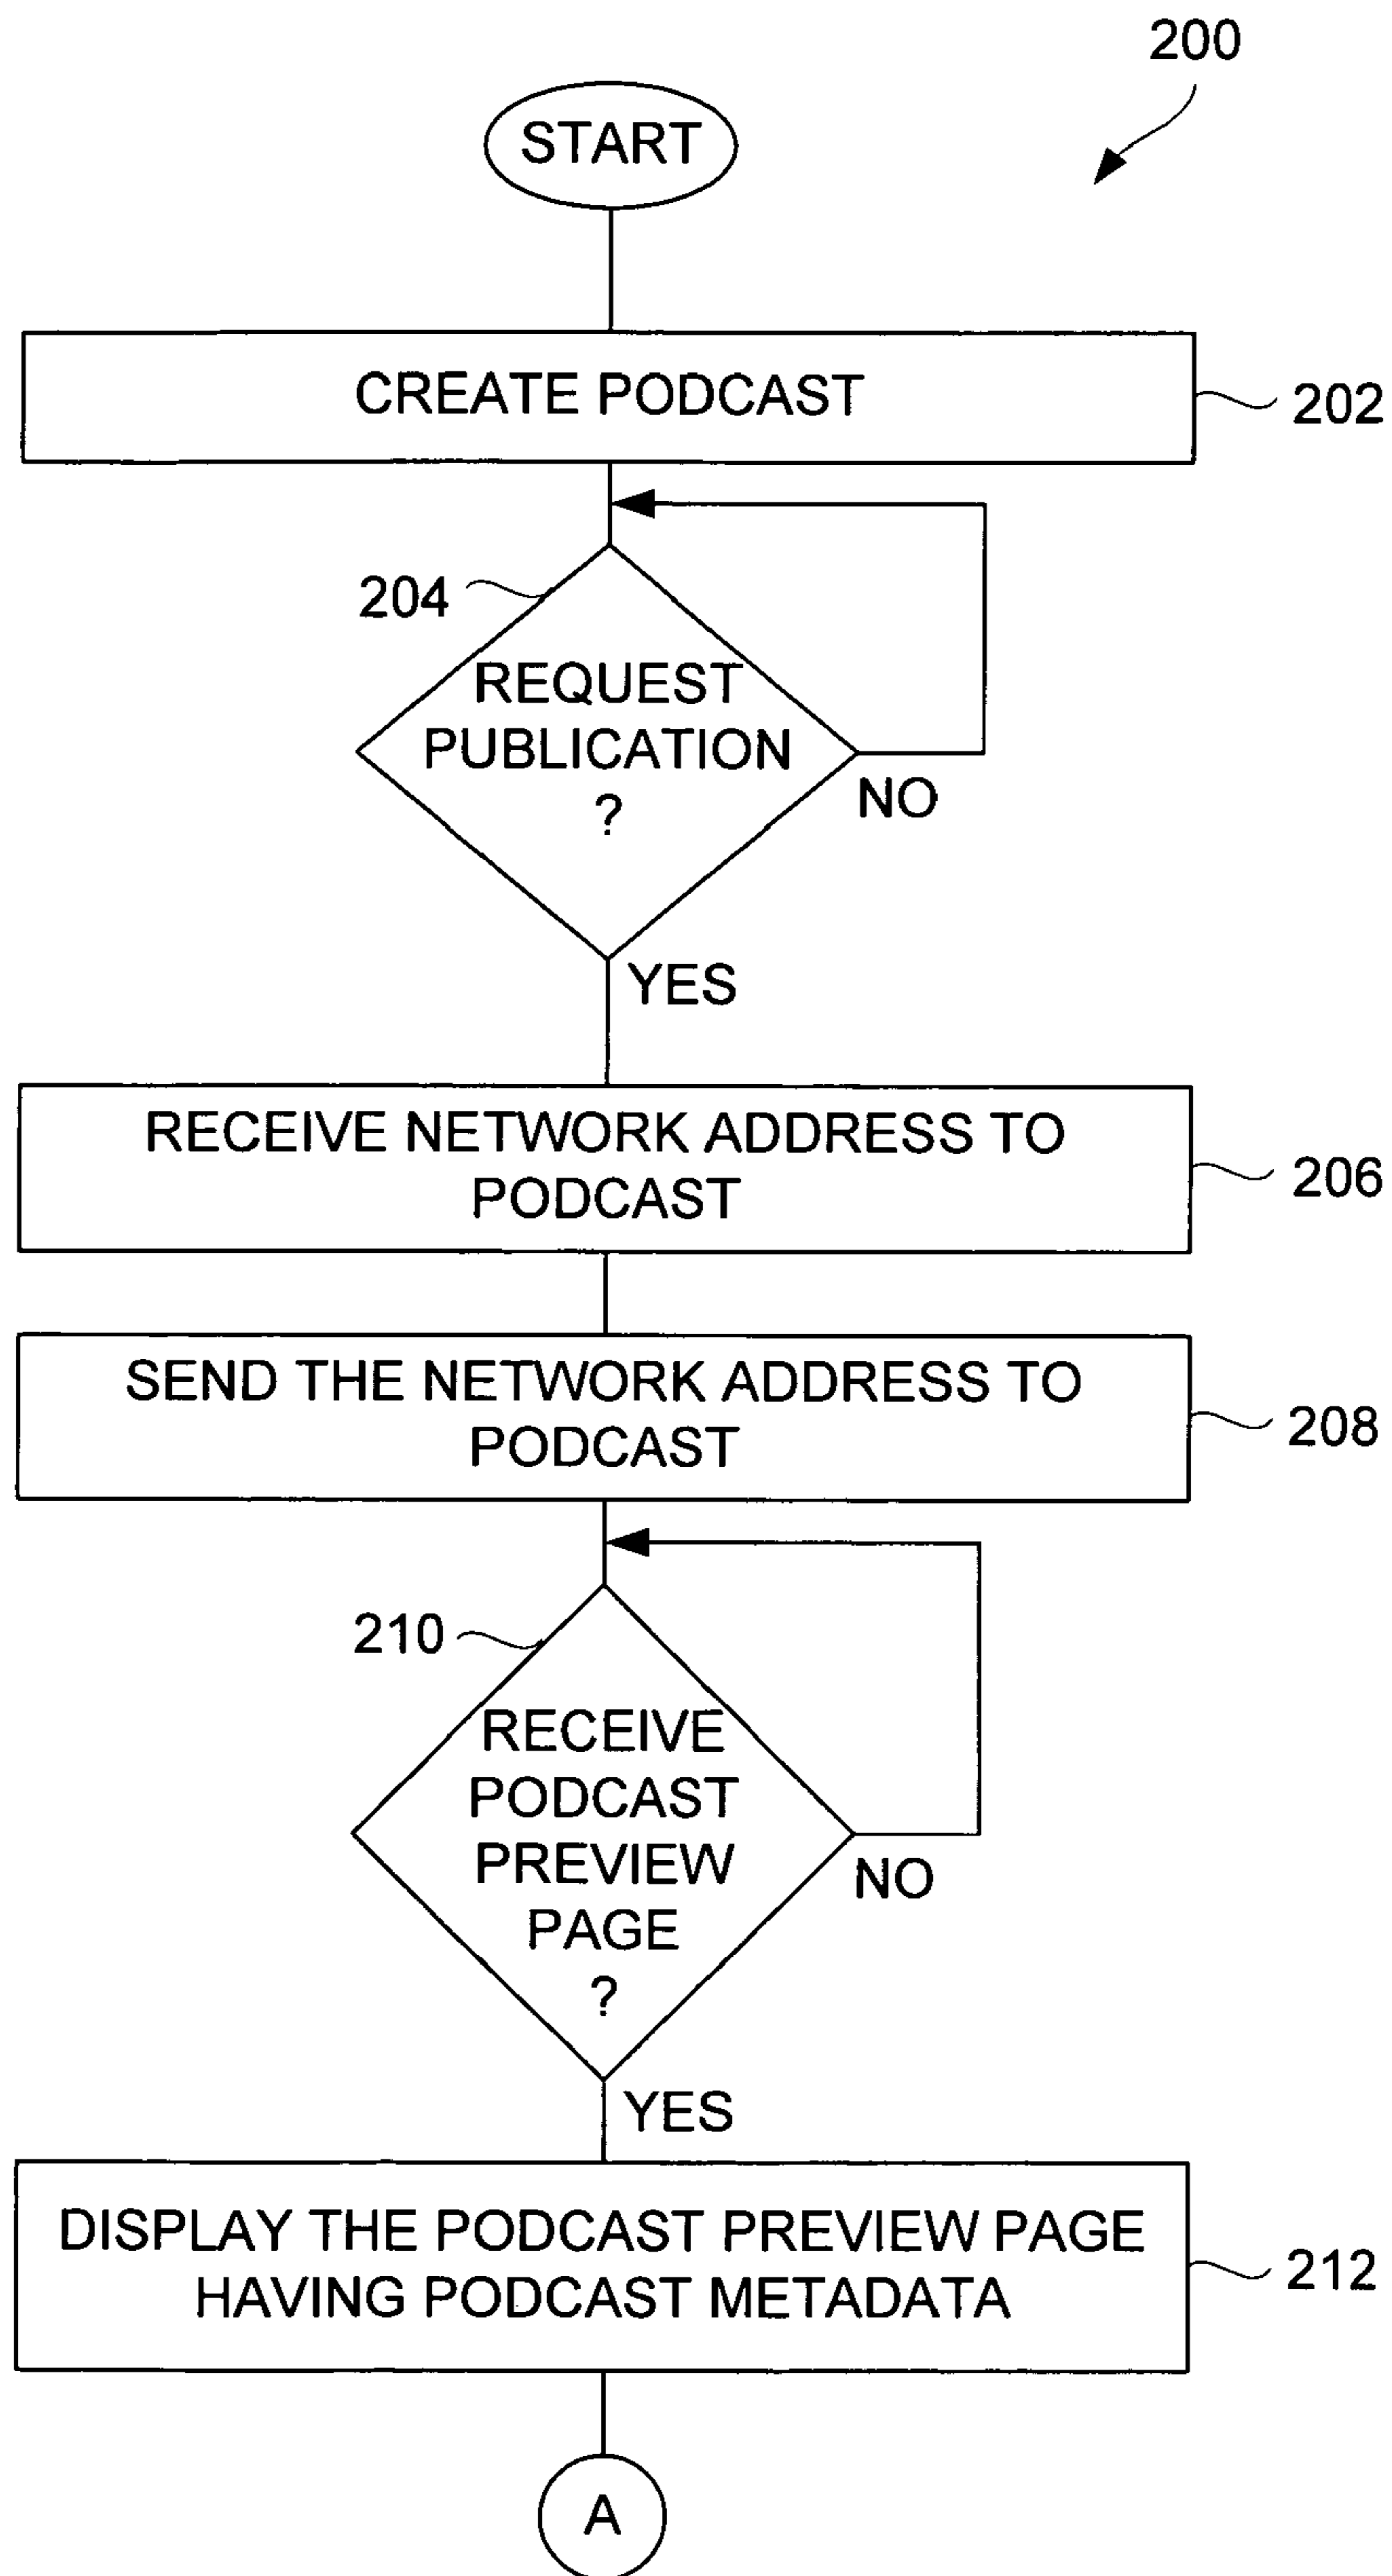 200
START
CREATE PODCAST
202
204
REQUEST
PUBLICATION
?
NO
YES
RECEIVE NETWORK ADDRESS TO
PODCAST
206
SEND THE NETWORK ADDRESS TO
PODCAST
208
210
RECEIVE
PODCAST
PREVIEW
PAGE
?
NO
YES
DISPLAY THE PODCAST PREVIEW PAGE
HAVING PODCAST METADATA
212
A